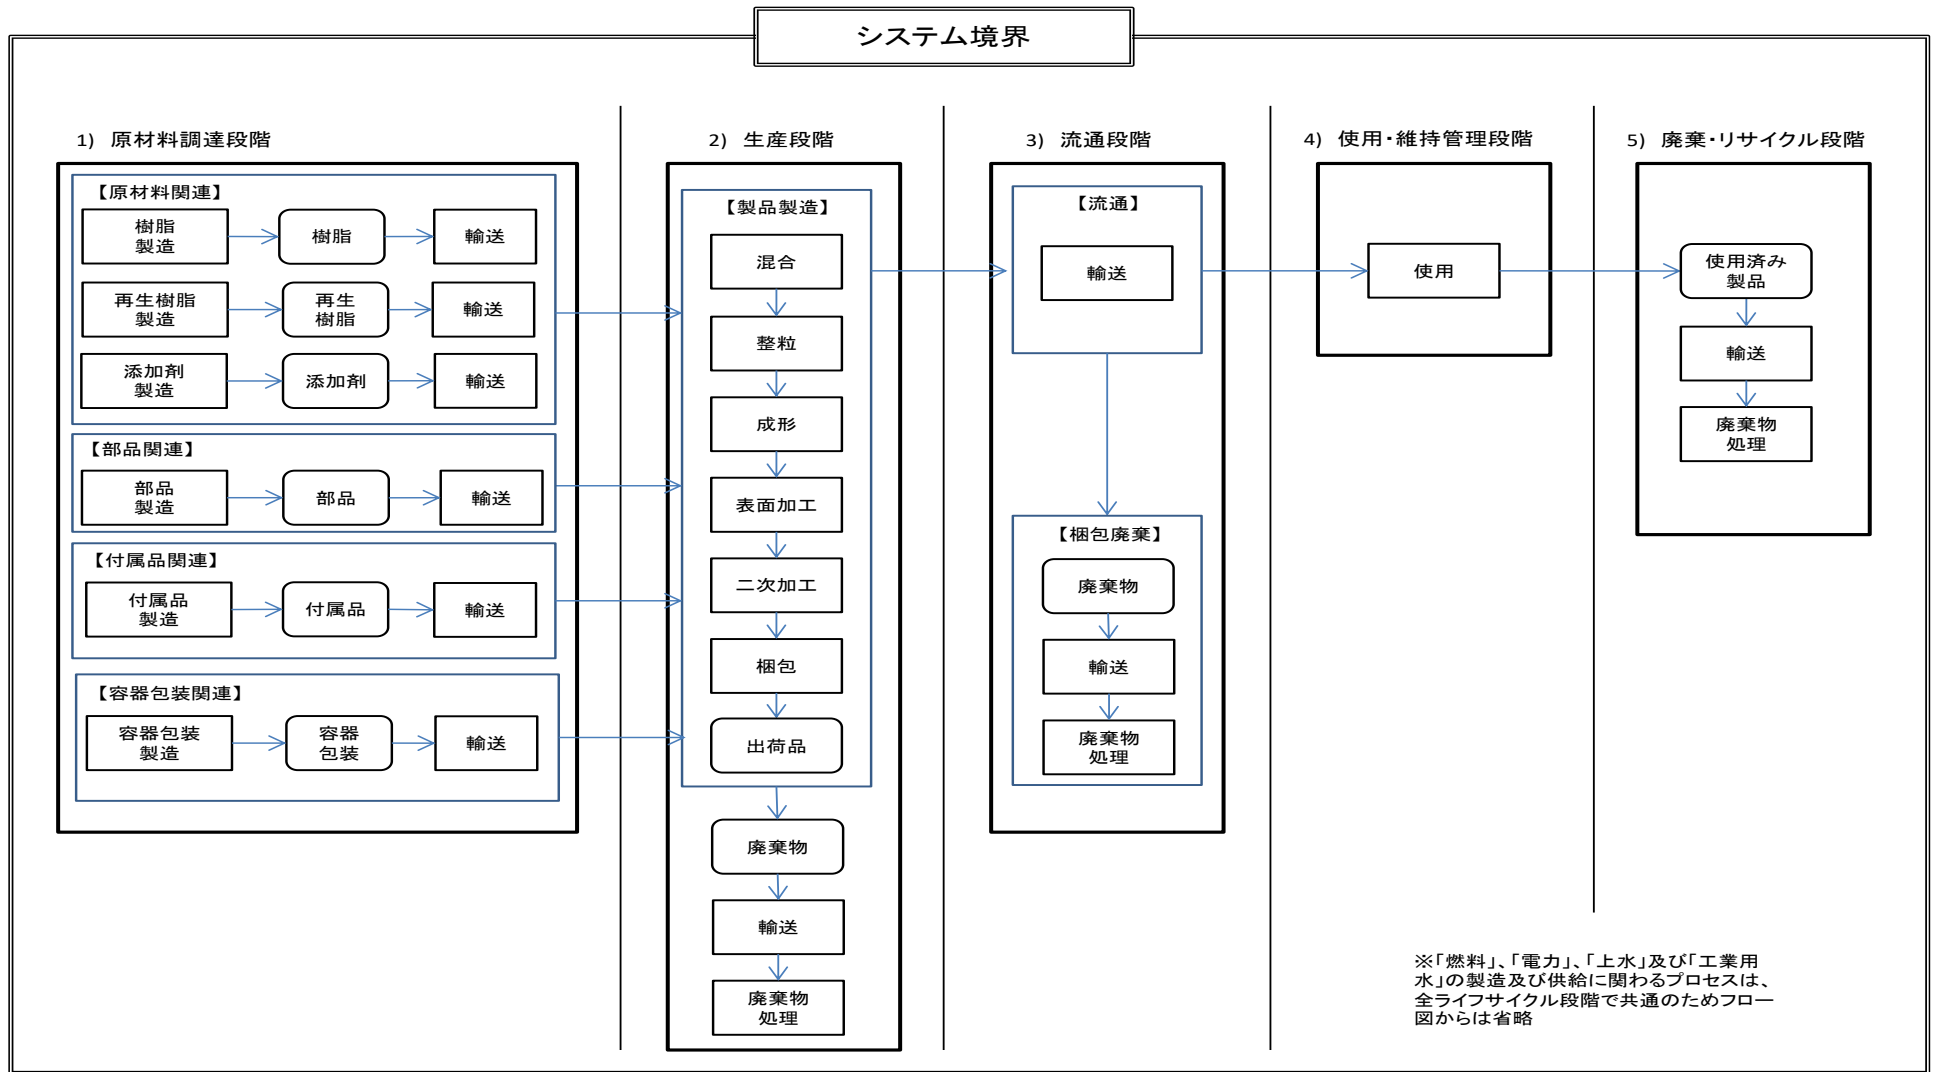 システム境界
1) 原材料調達段階
【原材料関連】
樹脂
製造
樹脂
輸送
再生樹脂
製造
再生
樹脂
輸送
添加剤
製造
添加剤
輸送
【部品関連】
部品
製造
部品
輸送
【付属品関連】
付属品
製造
付属品
輸送
【容器包装関連】
容器包装
製造
容器
包装
輸送
2) 生産段階
【製品製造】
混合
整粒
成形
表面加工
二次加工
梱包
出荷品
廃棄物
輸送
廃棄物
処理
3) 流通段階
【流通】
輸送
【梱包廃棄】
廃棄物
輸送
廃棄物
処理
4) 使用・維持管理段階
使用
5) 廃棄・リサイクル段階
使用済み
製品
輸送
廃棄物
処理
※「燃料」、「電力」、「上水」及び「工業用
水」の製造及び供給に関わるプロセスは、
全ライフサイクル段階で共通のためフロー
図からは省略